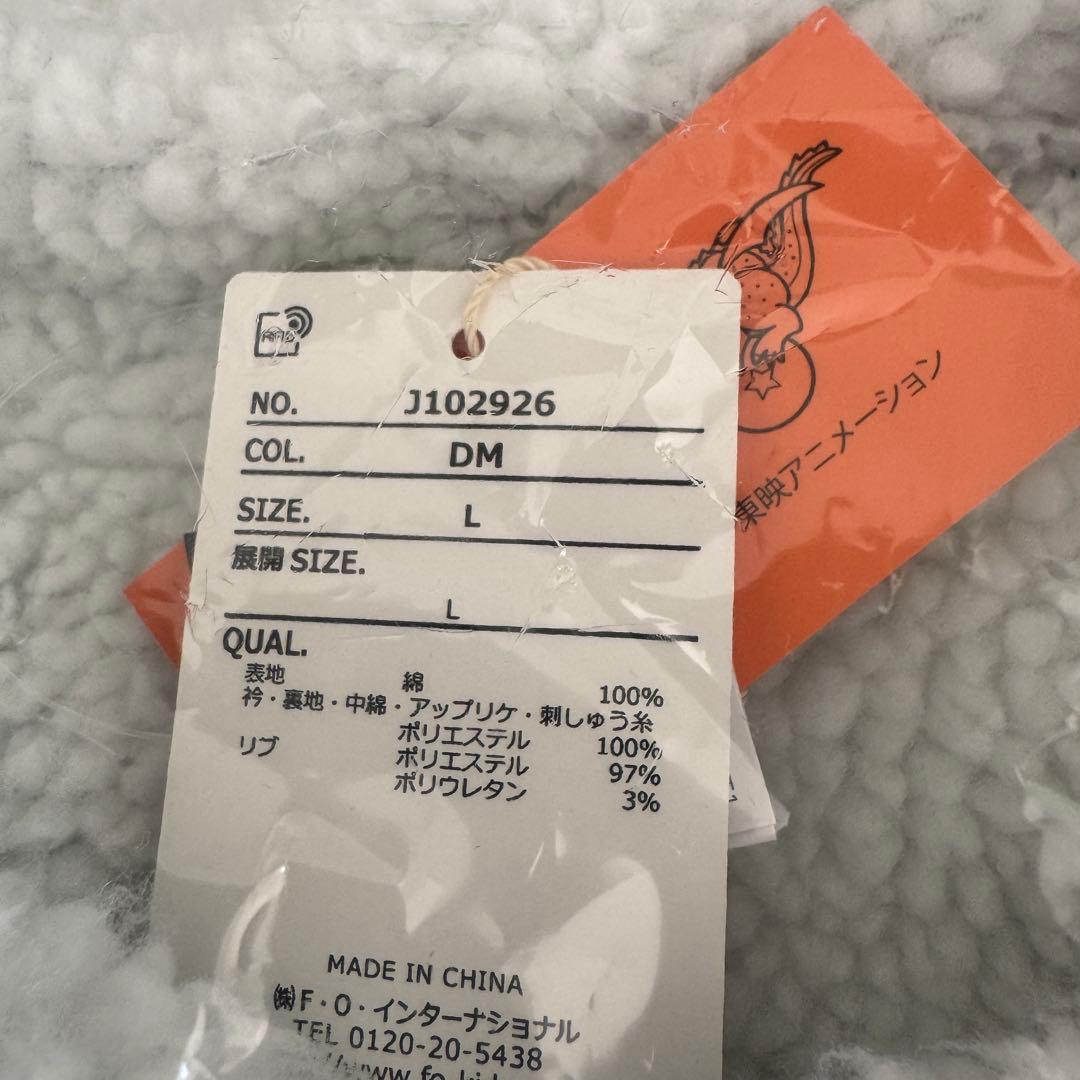 NO. J102926
COL. DM
SIZE. L
展開 SIZE.
L
QUAL.
表地 綿 100%
衿・裏地・中綿・アップリケ・刺しゅう糸
ポリエステル 100%
リブ ポリエステル 97%
ポリウレタン 3%
MADE IN CHINA
㈱F・O・インターナショナル
TEL 0120-20-5438
東映アニメーション